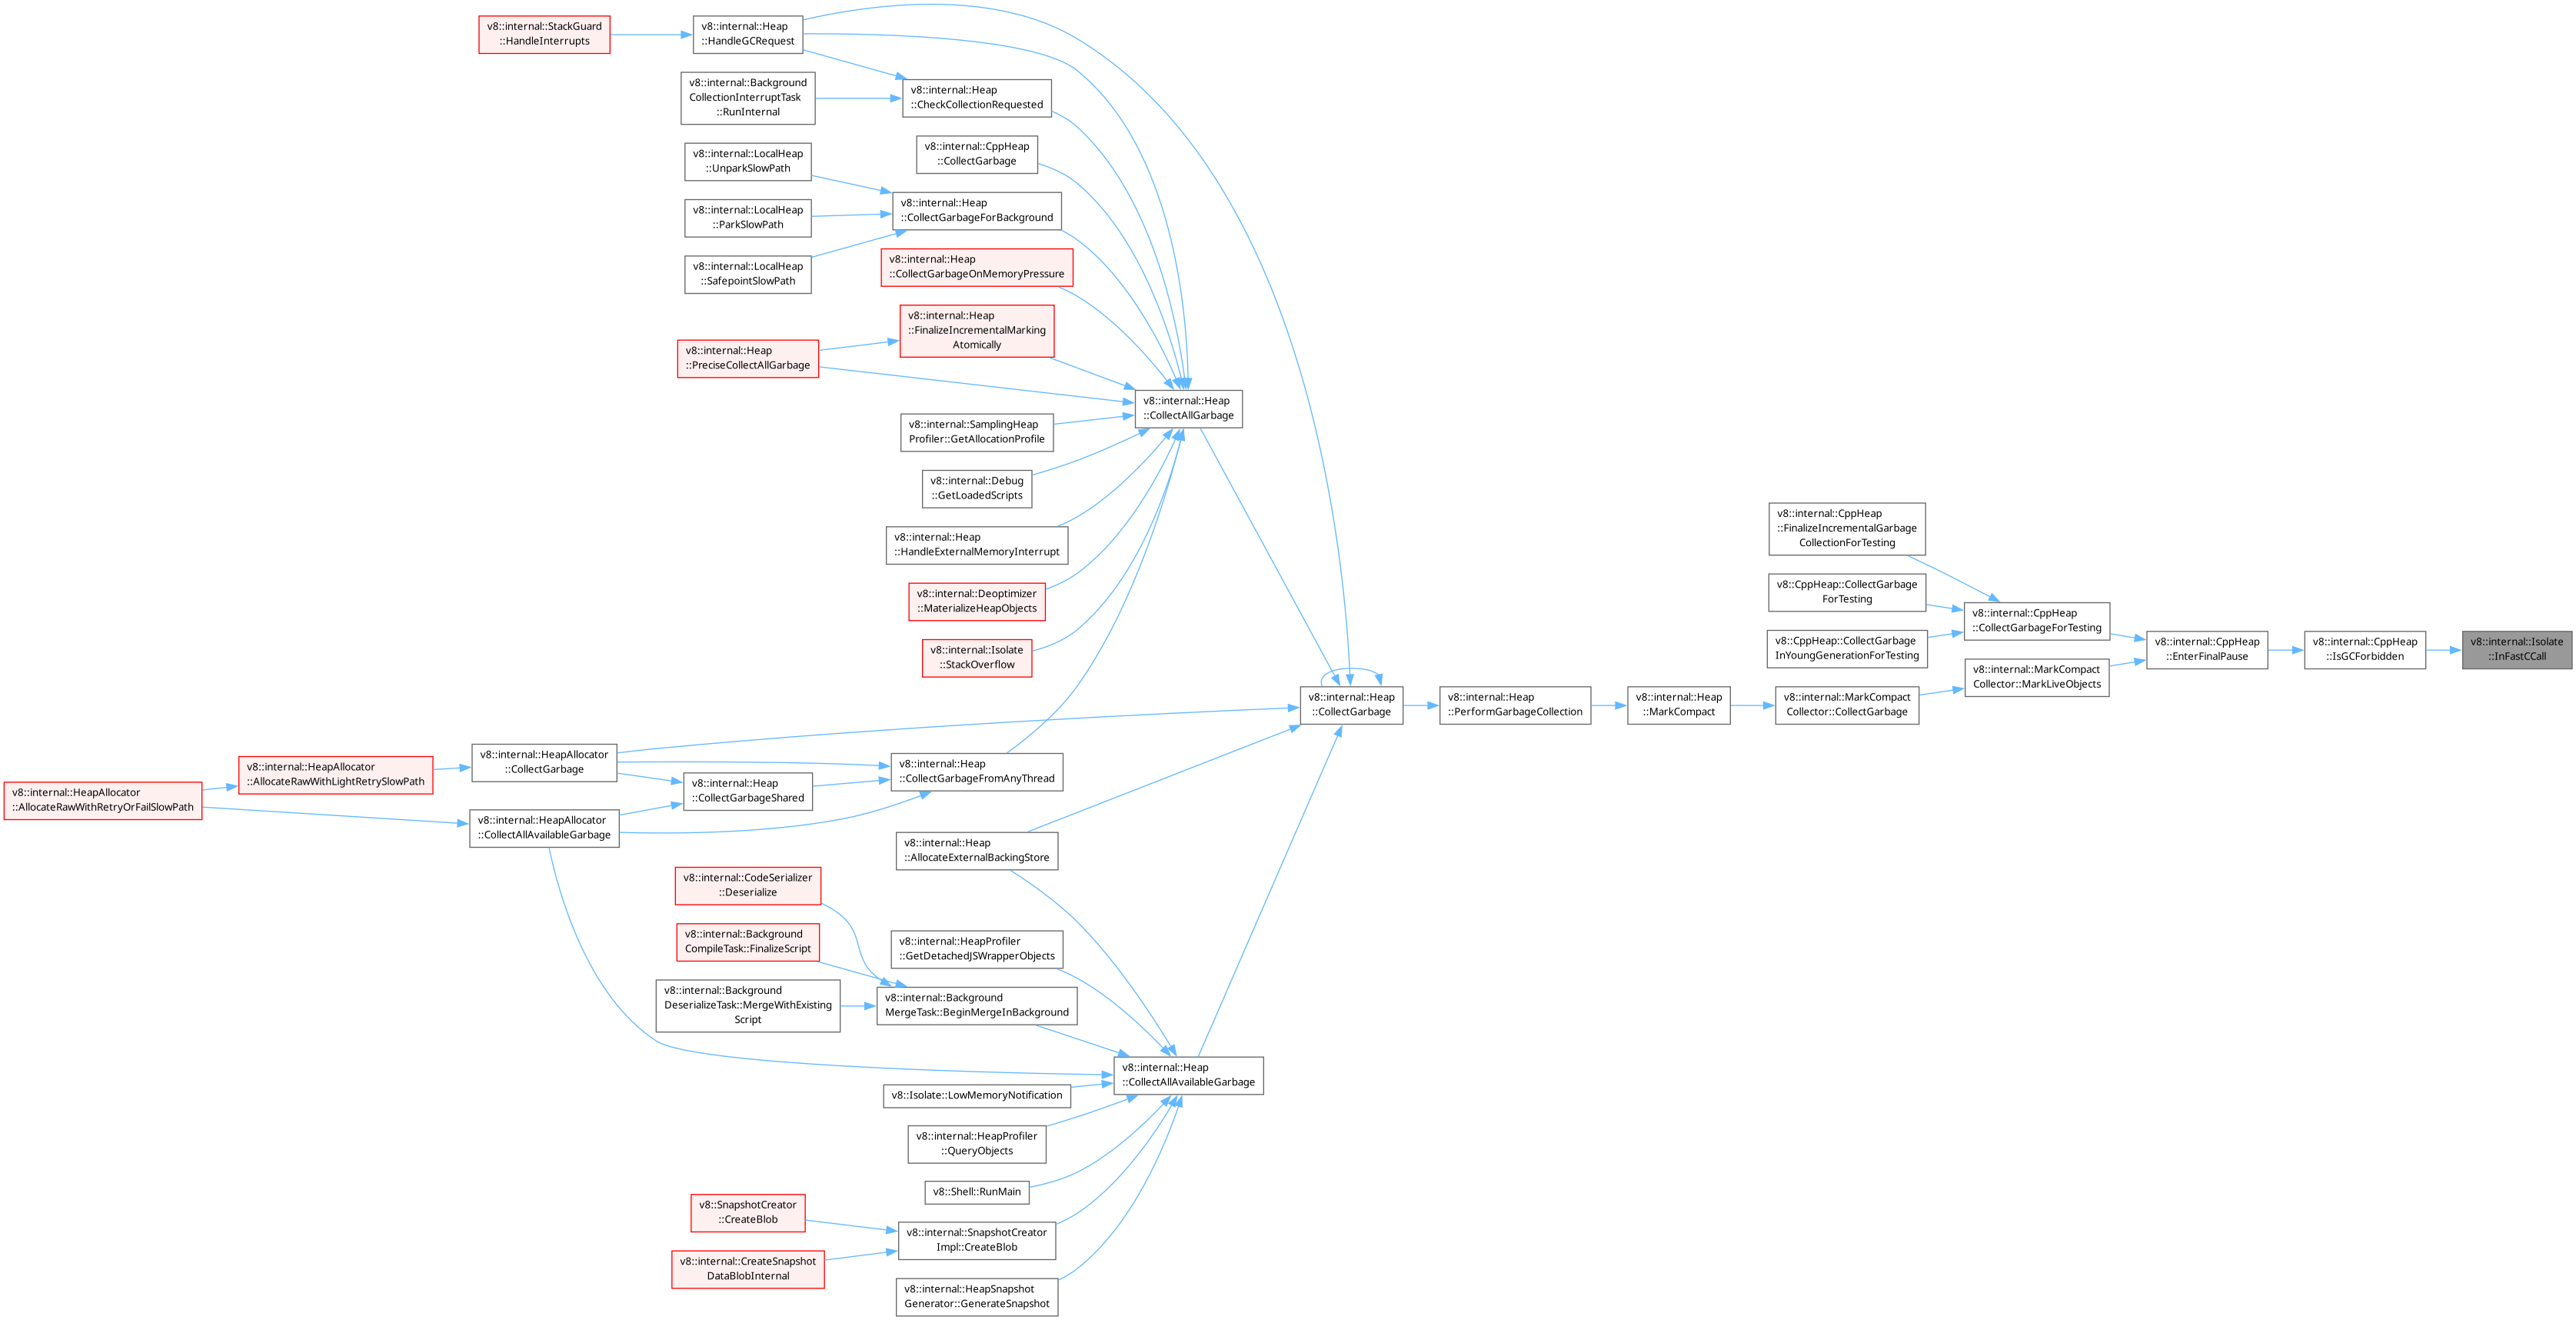 v8::internal::StackGuard
::HandleInterrupts
v8::internal::Heap
::HandleGCRequest
v8::internal::Background
CollectionInterruptTask
::RunInternal
v8::internal::Heap
::CheckCollectionRequested
v8::internal::CppHeap
::CollectGarbage
v8::internal::LocalHeap
::UnparkSlowPath
v8::internal::LocalHeap
::ParkSlowPath
v8::internal::Heap
::CollectGarbageForBackground
v8::internal::LocalHeap
::SafepointSlowPath
v8::internal::Heap
::CollectGarbageOnMemoryPressure
v8::internal::Heap
::FinalizeIncrementalMarking
Atomically
v8::internal::Heap
::PreciseCollectAllGarbage
v8::internal::Heap
::CollectAllGarbage
v8::internal::SamplingHeap
Profiler::GetAllocationProfile
v8::internal::Debug
::GetLoadedScripts
v8::internal::Heap
::HandleExternalMemoryInterrupt
v8::internal::Deoptimizer
::MaterializeHeapObjects
v8::internal::Isolate
::StackOverflow
v8::internal::CppHeap
::FinalizeIncrementalGarbage
CollectionForTesting
v8::CppHeap::CollectGarbage
ForTesting
v8::CppHeap::CollectGarbage
InYoungGenerationForTesting
v8::internal::CppHeap
::CollectGarbageForTesting
v8::internal::MarkCompact
Collector::MarkLiveObjects
v8::internal::CppHeap
::EnterFinalPause
v8::internal::CppHeap
::IsGCForbidden
v8::internal::Isolate
::InFastCCall
v8::internal::Heap
::CollectGarbage
v8::internal::Heap
::PerformGarbageCollection
v8::internal::Heap
::MarkCompact
v8::internal::MarkCompact
Collector::CollectGarbage
v8::internal::HeapAllocator
::AllocateRawWithRetryOrFailSlowPath
v8::internal::HeapAllocator
::AllocateRawWithLightRetrySlowPath
v8::internal::HeapAllocator
::CollectGarbage
v8::internal::HeapAllocator
::CollectAllAvailableGarbage
v8::internal::Heap
::CollectGarbageShared
v8::internal::Heap
::CollectGarbageFromAnyThread
v8::internal::Heap
::AllocateExternalBackingStore
v8::internal::CodeSerializer
::Deserialize
v8::internal::Background
CompileTask::FinalizeScript
v8::internal::Background
DeserializeTask::MergeWithExisting
Script
v8::internal::HeapProfiler
::GetDetachedJSWrapperObjects
v8::internal::Background
MergeTask::BeginMergeInBackground
v8::internal::Heap
::CollectAllAvailableGarbage
v8::Isolate::LowMemoryNotification
v8::internal::HeapProfiler
::QueryObjects
v8::Shell::RunMain
v8::SnapshotCreator
::CreateBlob
v8::internal::CreateSnapshot
DataBlobInternal
v8::internal::SnapshotCreator
Impl::CreateBlob
v8::internal::HeapSnapshot
Generator::GenerateSnapshot